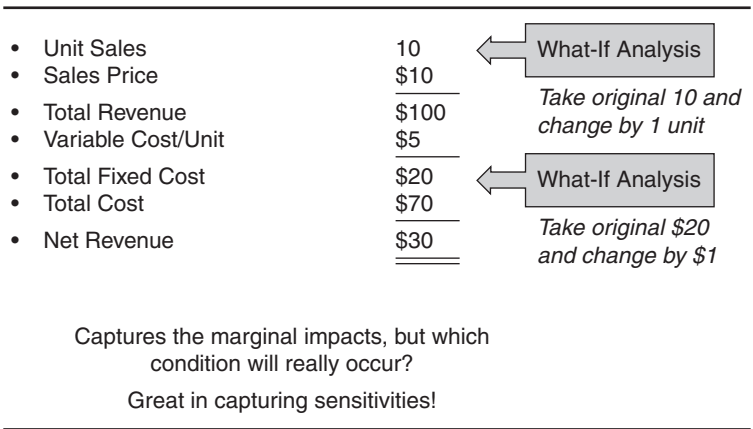 • Unit Sales 10 What-If Analysis
• Sales Price $10
Take original 10 and
• Total Revenue $100
change by 1 unit
• Variable Cost/Unit $5
• Total Fixed Cost $20 What-If Analysis
• Total Cost $70
Take original $20
• Net Revenue $30
and change by $1
Captures the marginal impacts, but which
condition will really occur?
Great in capturing sensitivities!